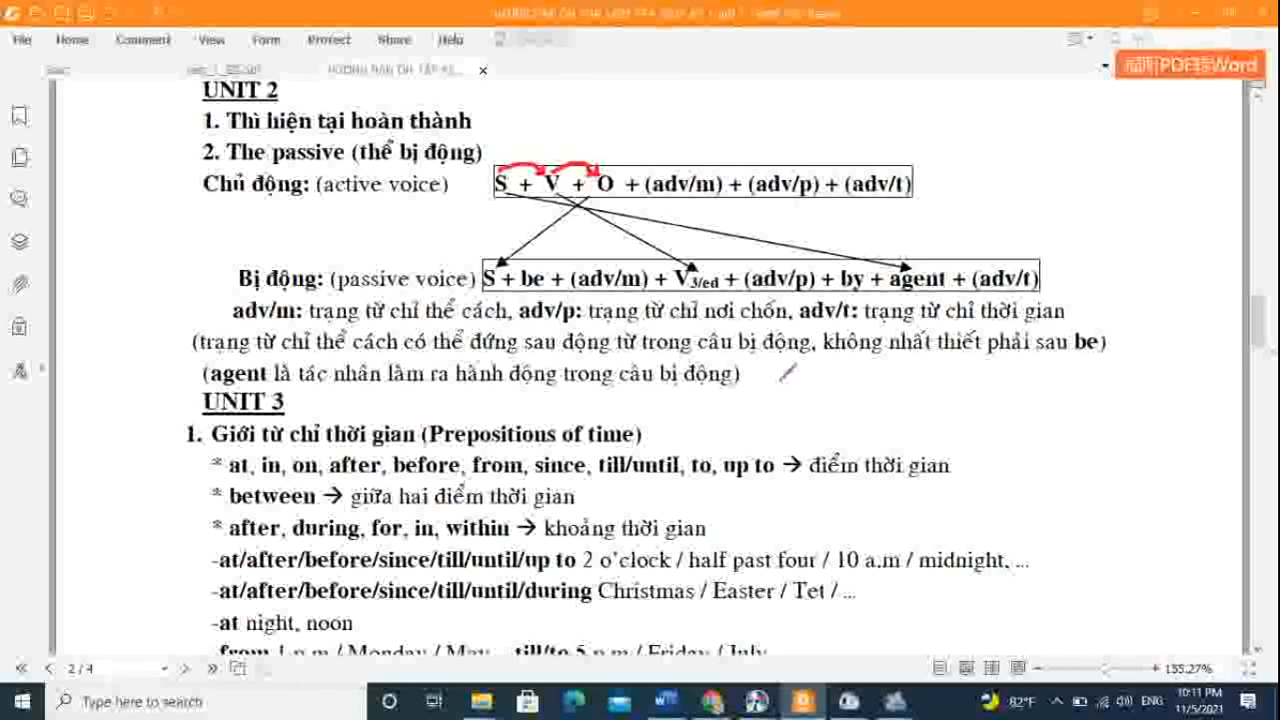 File Home Comment View Form Protect Share Help
UNIT 2
1. Thì hiện tại hoàn thành
2. The passive (thể bị động)
Chủ động: (active voice) S + V + O + (adv/m) + (adv/p) + (adv/t)
Bị động: (passive voice) S + be + (adv/m) + V3/ed + (adv/p) + by + agent + (adv/t)
adv/m: trạng từ chỉ thể cách, adv/p: trạng từ chỉ nơi chốn, adv/t: trạng từ chỉ thời gian
(trạng từ chỉ thể cách có thể đứng sau động từ trong câu bị động, không nhất thiết phải sau be)
(agent là tác nhân làm ra hành động trong câu bị động)
UNIT 3
1. Giới từ chỉ thời gian (Prepositions of time)
* at, in, on, after, before, from, since, till/until, to, up to → điểm thời gian
* between → giữa hai điểm thời gian
* after, during, for, in, within → khoảng thời gian
-at/after/before/since/till/until/up to 2 o’clock / half past four / 10 a.m / midnight, ...
-at/after/before/since/till/until/during Christmas / Easter / Tet / ...
-at night, noon
-from 1 p.m / Monday / May... till/to 5 p.m / Friday / July
2 / 4
155.27%
Type here to search
82°F
ENG
10:11 PM
11/5/2021